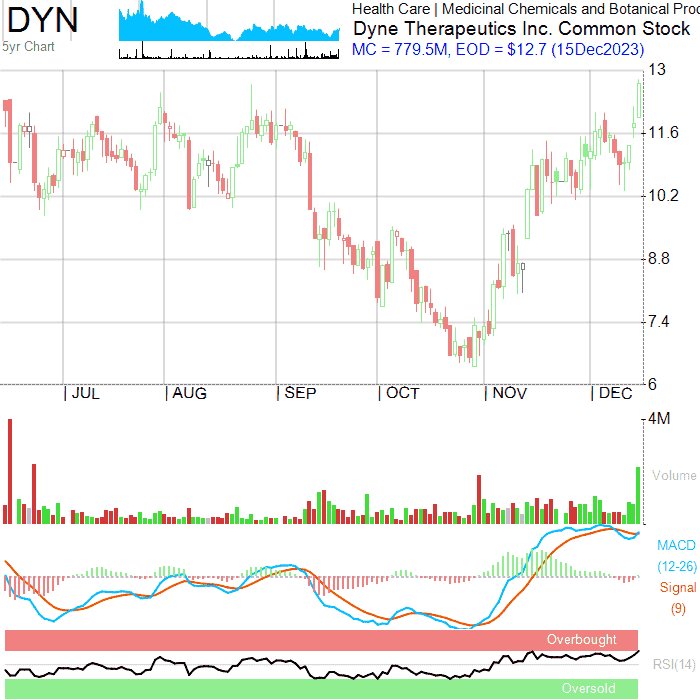 DYN
5yr Chart
Health Care | Medicinal Chemicals and Botanical Pro
Dyne Therapeutics Inc. Common Stock
MC = 779.5M, EOD = $12.7 (15Dec2023)
13
11.6
10.2
8.8
7.4
6
| JUL | AUG | SEP | OCT | NOV | DEC
4M
Volume
MACD
(12-26)
Signal
(9)
Overbought
RSI(14)
Oversold